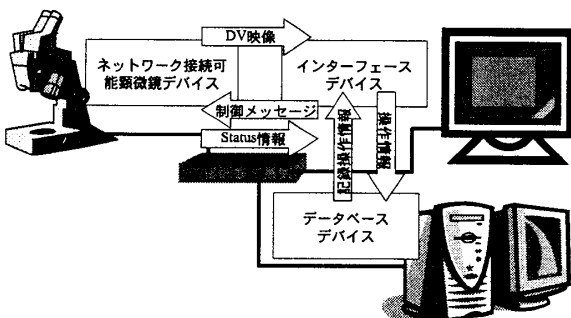 DV映像
ネットワーク接続可
能顕微鏡デバイス
インターフェース
デバイス
制御メッセージ
Status情報
記録操作情報
操作情報
データベース
デバイス